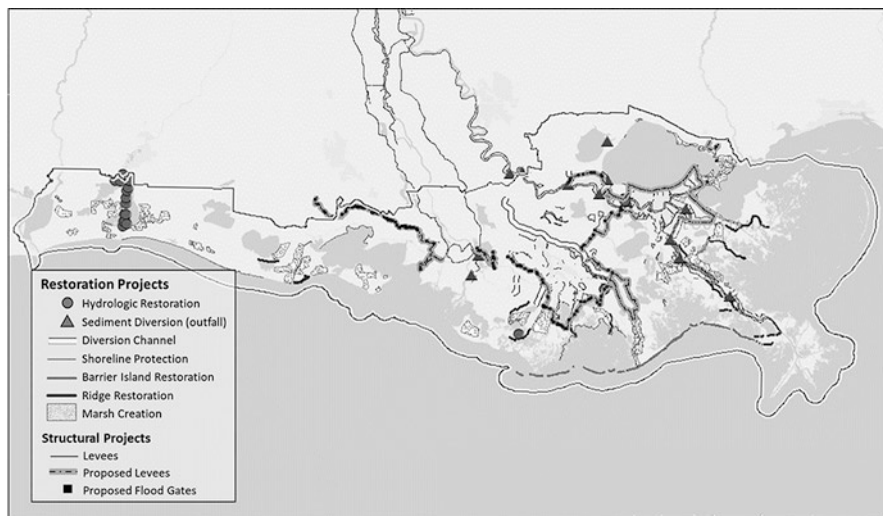 Restoration Projects
Hydrologic Restoration
Sediment Diversion (outfall)
Diversion Channel
Shoreline Protection
Barrier Island Restoration
Ridge Restoration
Marsh Creation
Structural Projects
Levees
Proposed Levees
Proposed Flood Gates